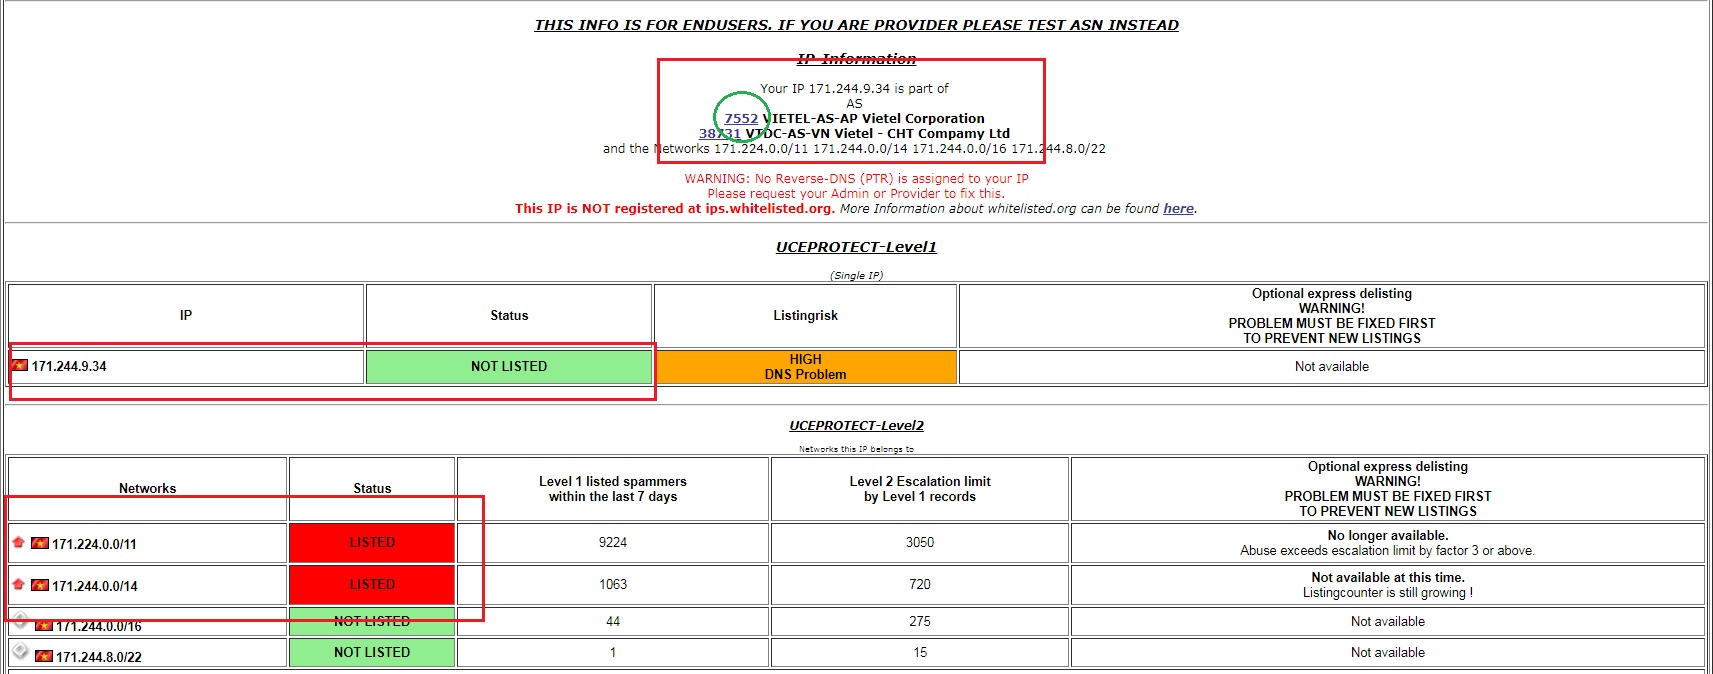 THIS INFO IS FOR ENDUSERS. IF YOU ARE PROVIDER PLEASE TEST ASN INSTEAD
IP-Information
Your IP 171.244.9.34 is part of
AS
7552 VIETEL-AS-AP Vietel Corporation
38731 VTDC-AS-VN Vietel - CHT Compamy Ltd
and the Networks 171.224.0.0/11 171.244.0.0/14 171.244.0.0/16 171.244.8.0/22
WARNING: No Reverse-DNS (PTR) is assigned to your IP
Please request your Admin or Provider to fix this.
This IP is NOT registered at ips.whitelisted.org. More Information about whitelisted.org can be found here.
UCEPROTECT-Level1
(Single IP)
IP
Status
Listingrisk
Optional express delisting
WARNING!
PROBLEM MUST BE FIXED FIRST
TO PREVENT NEW LISTINGS
171.244.9.34
NOT LISTED
HIGH
DNS Problem
Not available
UCEPROTECT-Level2
Networks this IP belongs to
Networks
Status
Level 1 listed spammers
within the last 7 days
Level 2 Escalation limit
by Level 1 records
Optional express delisting
WARNING!
PROBLEM MUST BE FIXED FIRST
TO PREVENT NEW LISTINGS
171.224.0.0/11
LISTED
9224
3050
No longer available.
Abuse exceeds escalation limit by factor 3 or above.
171.244.0.0/14
LISTED
1063
720
Not available at this time.
Listingcounter is still growing !
171.244.0.0/16
NOT LISTED
44
275
Not available
171.244.8.0/22
NOT LISTED
1
15
Not available